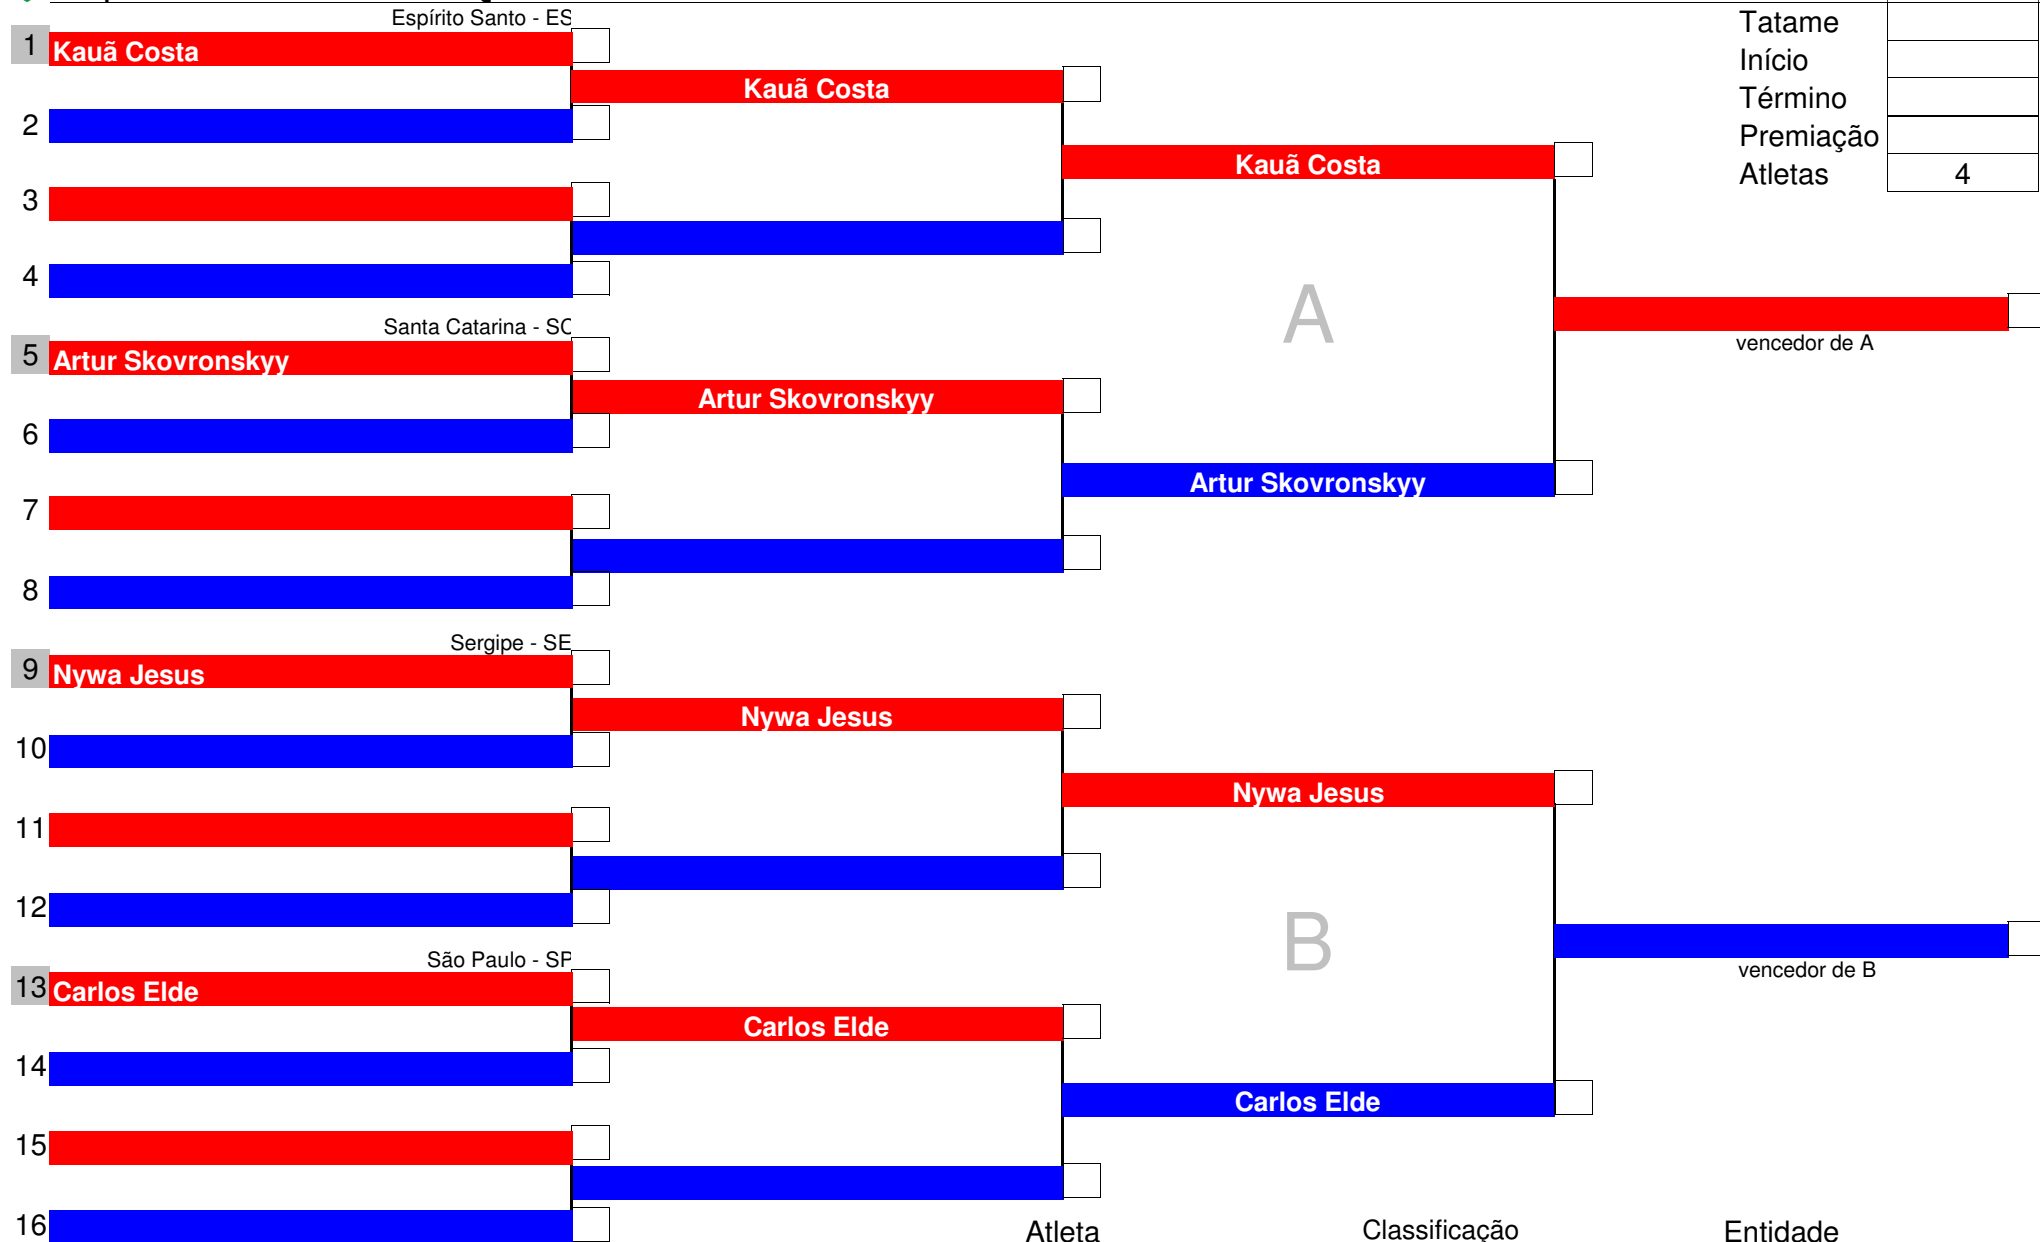 Espírito Santo - ES
1 Kauã Costa
Kauã Costa
2
Kauã Costa
3
4
Santa Catarina - SC
5 Artur Skovronskyy
Artur Skovronskyy
6
Artur Skovronskyy
7
8
A
vencedor de A
Tatame
Início
Término
Premiação
Atletas 4
Sergipe - SE
9 Nywa Jesus
Nywa Jesus
10
Nywa Jesus
11
12
B
vencedor de B
São Paulo - SP
13 Carlos Elde
Carlos Elde
14
Carlos Elde
15
16
Atleta Classificação Entidade